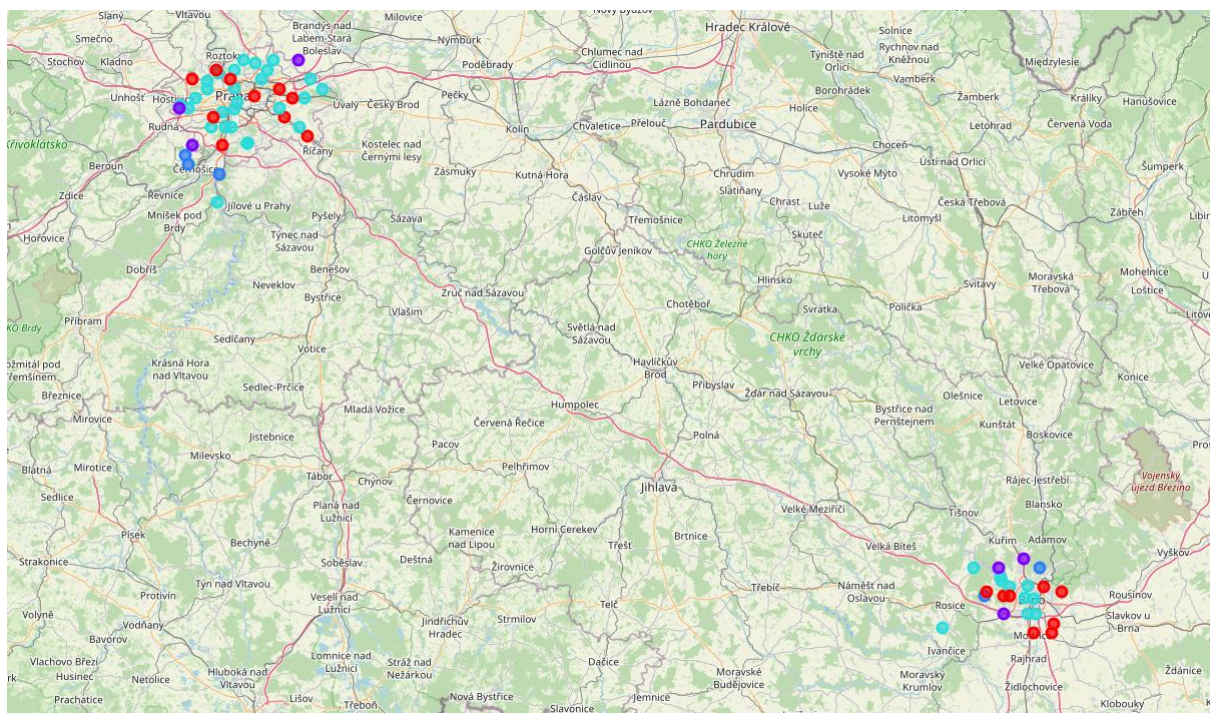 Slaný
Vltavou
Milovice
Hradec Králové
Smečno
Kladno
Brandýs nad
Labem-Stará
Boleslav
Nymburk
Chlumec nad
Cidlinou
Solnice
Rychnov nad
Kněžnou
Międzylesie
Stochov
Poděbrady
Týniště nad
Orlicí
Vamberk
Unhošť
Úvaly
Český Brod
Pečky
Lázně Bohdaneč
Borohrádek
Holice
Žamberk
Králíky
Hanušovice
Rudná
Kolín
Chvaletice
Přelouč
Pardubice
Letohrad
Červená Voda
Křivoklátsko
Beroun
Říčany
Kostelec nad
Černými lesy
Choceň
Ústí nad Orlicí
Šumperk
Zdice
Řevnice
Zásmuky
Kutná Hora
Chrudim
Slatiňany
Vysoké Mýto
Čáslav
Chrast
Luže
Česká Třebová
Hořovice
Mníšek pod
Brdy
Jílové u Prahy
Pyšely
Sázava
Třemošnice
Litomyšl
Zábřeh
Týnec nad
Sázavou
Golčův Jeníkov
CHKO Železné
hory
Skuteč
Dobříš
Benešov
Hlinsko
Moravská
Třebová
Mohelnice
Loštice
Neveklov
Bystřice
Vlašim
Zruč nad Sázavou
Chotěboř
Svratka
Polička
Svitavy
Příbram
Sedlčany
Votice
Světlá nad
Sázavou
CHKO Žďárské
vrchy
Krásná Hora
nad Vltavou
Havlíčkův
Brod
Velké Opatovice
Březnice
Sedlec-Prčice
Přibyslav
Žďár nad Sázavou
Olešnice
Letovice
Konice
Mirovice
Mladá Vožice
Humpolec
Bystřice nad
Pernštejnem
Kunštát
Jistebnice
Červená Řečice
Polná
Boskovice
Blatná
Mirotice
Milevsko
Pacov
Sedlice
Tábor
Chýnov
Pelhřimov
Jihlava
Rájec-Jestřebí
Vojenský
újezd Březina
Planá nad
Lužnicí
Černovice
Velké Meziříčí
Blansko
Písek
Bechyně
Kamenice
nad Lipou
Horní Cerekev
Brtnice
Tišnov
Kuřim
Adamov
Strakonice
Soběslav
Deštná
Žirovnice
Třešť
Velká Bíteš
Vyškov
Týn nad Vltavou
Třebíč
Náměšť nad
Oslavou
Protivín
Volyně
Vodňany
Veselí nad
Lužnicí
Telč
Rosice
Brno
Rousínov
Bavorov
Jindřichův
Hradec
Strmilov
Slavkov u
Brna
Vlachovo Březí
Husinec
Netolice
Hluboká nad
Vltavou
Lomnice nad
Lužnicí
Stráž nad
Nežárkou
Dačice
Moravské
Budějovice
Ivančice
Moravský
Krumlov
Rajhrad
Ždánice
Prachatice
Lišov
Třeboň
Nová Bystřice
Slavonice
Jemnice
Židlochovice
Klobouky